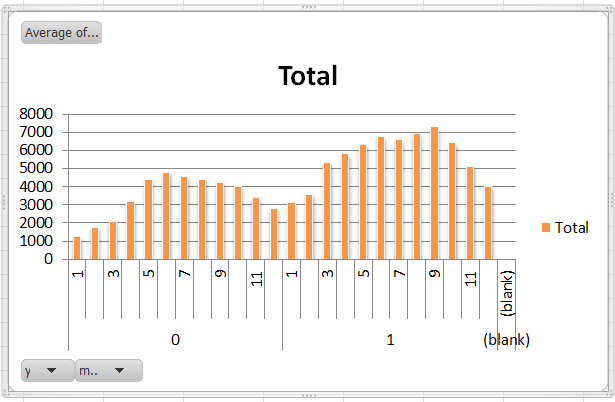 Average of...
Total
8000
7000
6000
5000
4000
3000
2000
1000
0
Total
1 3 5 7 9 11 1 3 5 7 9 11 (blank)
0 1 (blank)
y m..